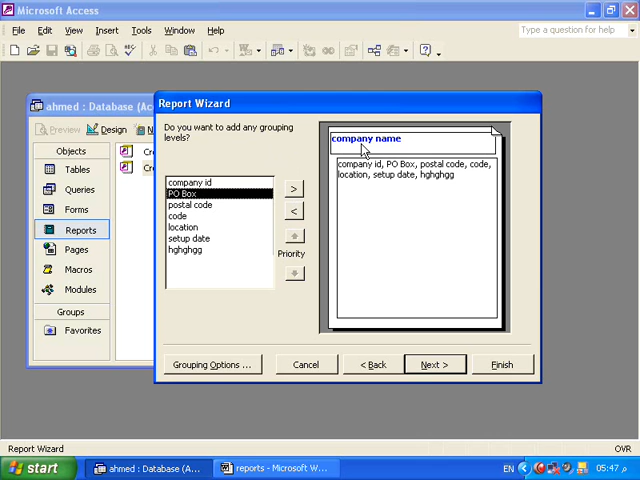 Microsoft Access
File Edit View Insert Tools Window Help
Type a question for help
ahmed : Database (Ac
Preview Design N
Objects
Tables
Queries
Forms
Reports
Pages
Macros
Modules
Groups
Favorites
Cre
Cre
Report Wizard
Do you want to add any grouping
levels?
company id
PO Box
postal code
code
location
setup date
hghghgg
>
<
Priority
company name
company id, PO Box, postal code, code,
location, setup date, hghghgg
Grouping Options ...
Cancel
< Back
Next >
Finish
Report Wizard
OVR
start
ahmed : Database (A...
reports - Microsoft W...
EN
05:47 م